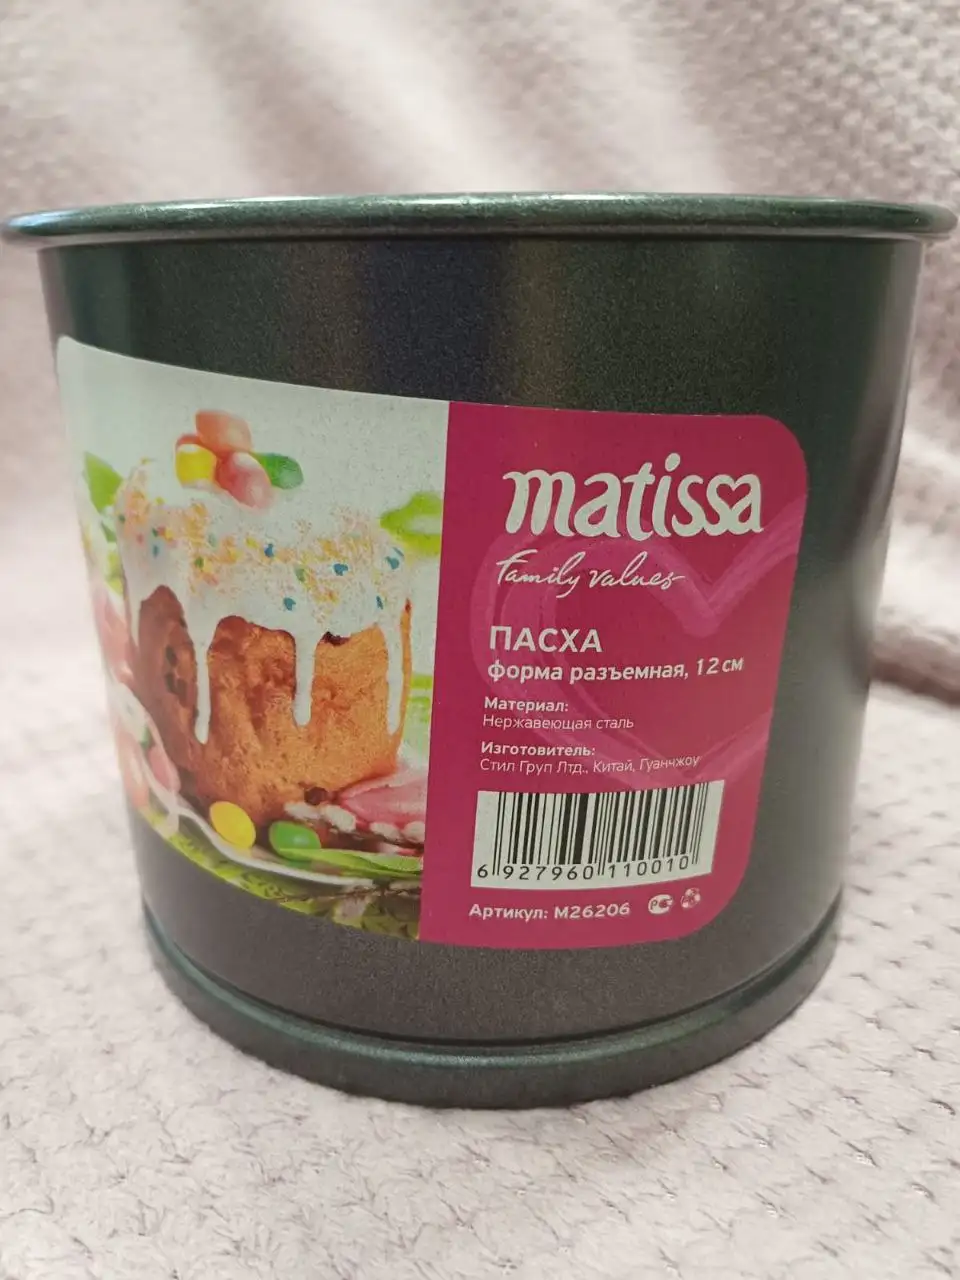 matissa
Family values
ПАСХА
форма разъемная, 12 см
Материал:
Нержавеющая сталь
Изготовитель:
Стил Груп Лтд., Китай, Гуанчжоу
6 927960 110010
Артикул: М26206